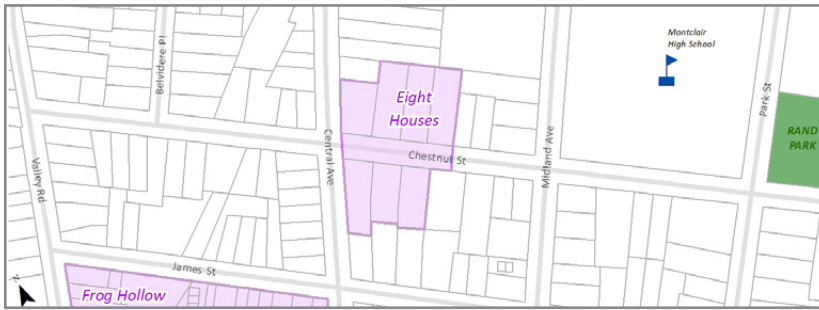 Montclair
High School
Belvidere Pl
Eight
Houses
Park St
RAND
PARK
Chestnut St
Central Ave
Midland Ave
Valley Rd
James St
N
Frog Hollow